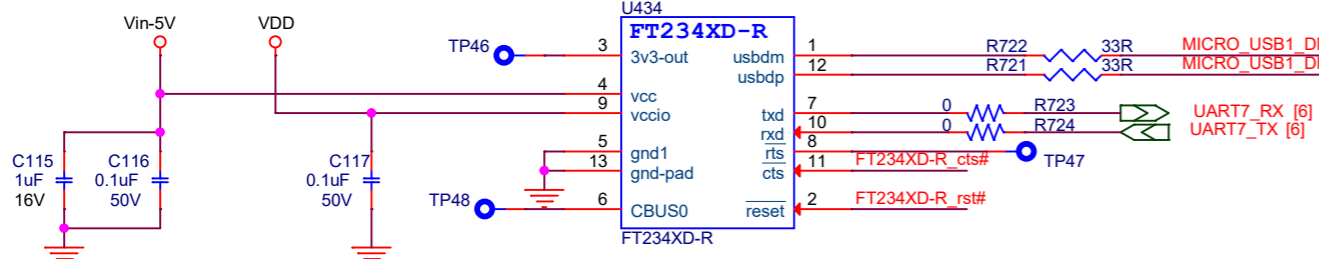 U434
Vin-5V
VDD
FT234XD-R
TP46
3
3v3-out
usbdm
1
R722
33R
MICRO_USB1_D
usbdp
12
R721
33R
MICRO_USB1_D
4
vcc
9
vccio
txd
7
0
R723
UART7_RX [6]
rxd
10
0
R724
UART7_TX [6]
5
gnd1
rts
8
TP47
13
gnd-pad
cts
11
FT234XD-R_cts#
C115
1uF
16V
C116
0.1uF
50V
C117
0.1uF
50V
TP48
6
CBUS0
reset
2
FT234XD-R_rst#
FT234XD-R